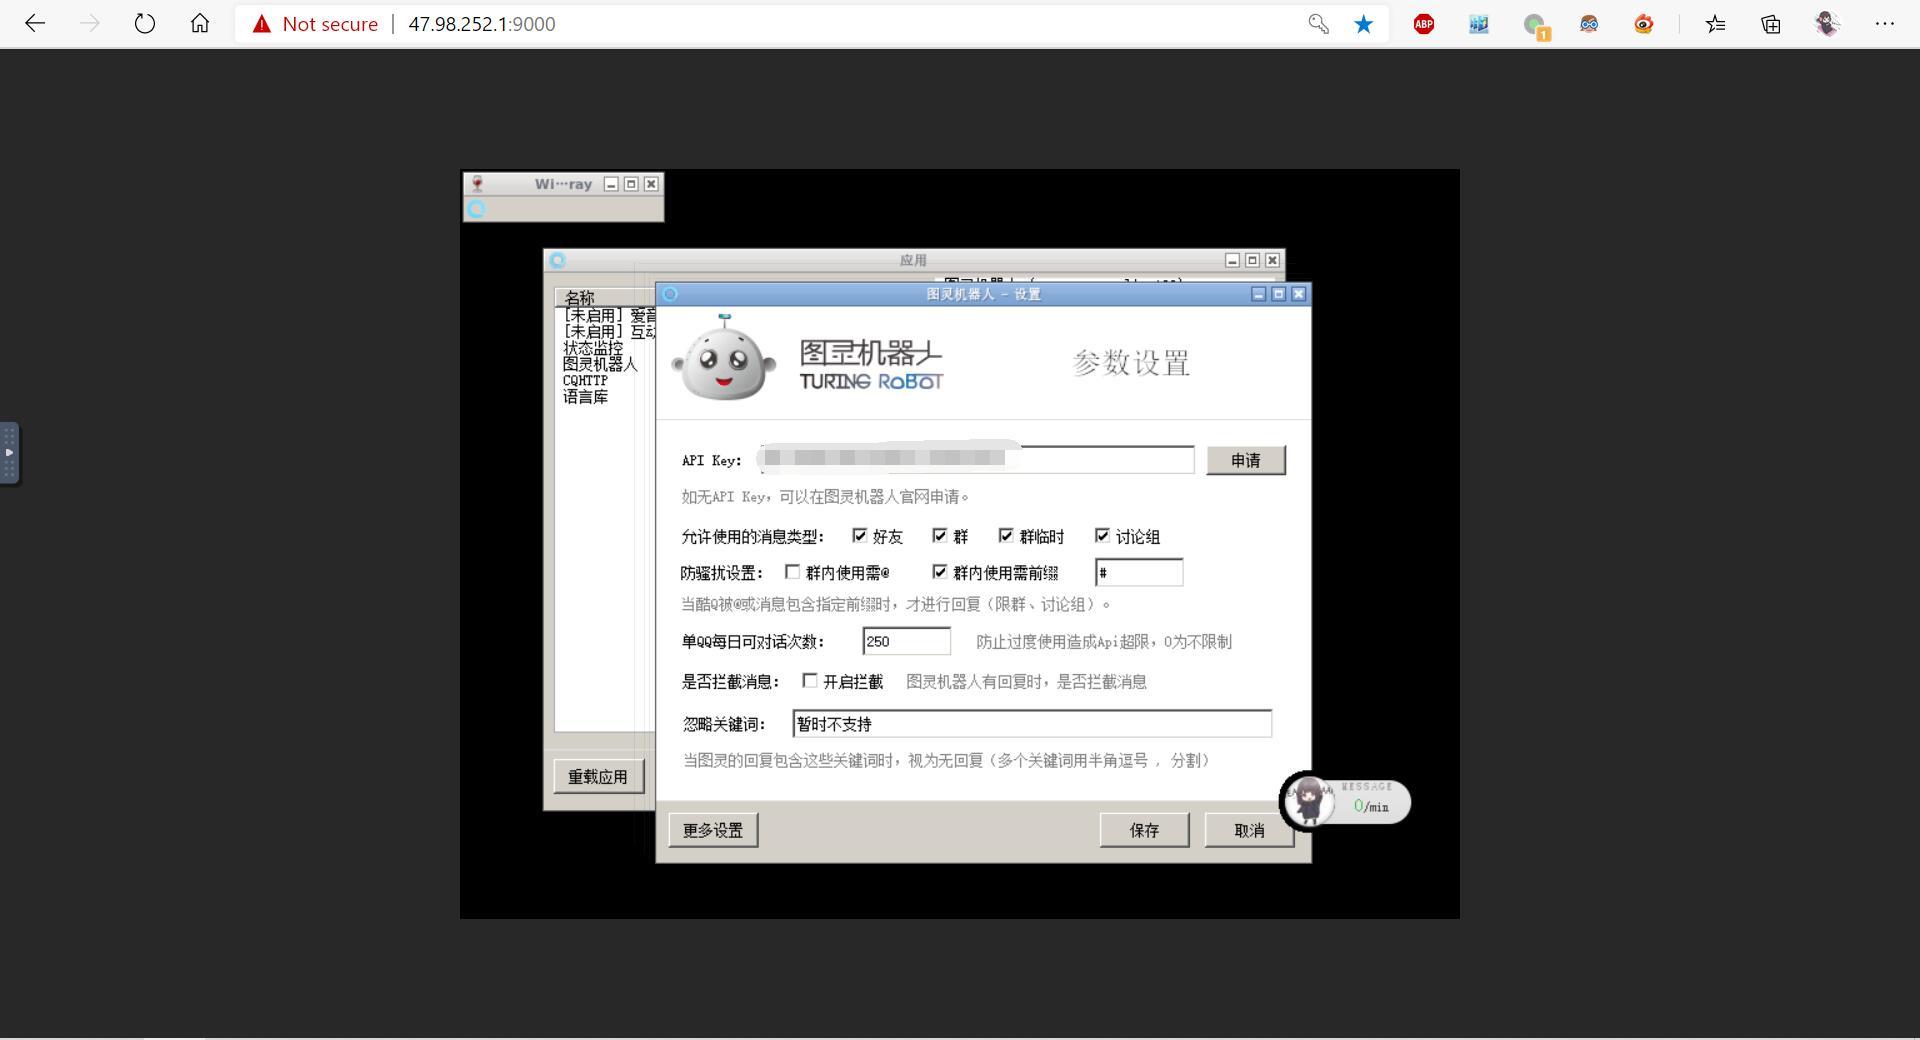 Not secure | 47.98.252.1:9000
ABP
1
Wi…ray
应用
名称
[未启用] 爱音
[未启用] 互动
状态监控
图灵机器人
CQHTTP
语言库
重载应用
图灵机器人 - 设置
图灵机器人
TURING ROBOT
参数设置
API Key:
申请
如无API Key，可以在图灵机器人官网申请。
允许使用的消息类型： 好友 群 群临时 讨论组
防骚扰设置： 群内使用需@ 群内使用需前缀 #
当酷Q被@或消息包含指定前缀时，才进行回复（限群、讨论组）。
单QQ每日可对话次数： 250 防止过度使用造成Api超限，0为不限制
是否拦截消息： 开启拦截 图灵机器人有回复时，是否拦截消息
忽略关键词： 暂时不支持
当图灵的回复包含这些关键词时，视为无回复（多个关键词用半角逗号 , 分割）
更多设置 保存 取消
MESSAGE
0/min